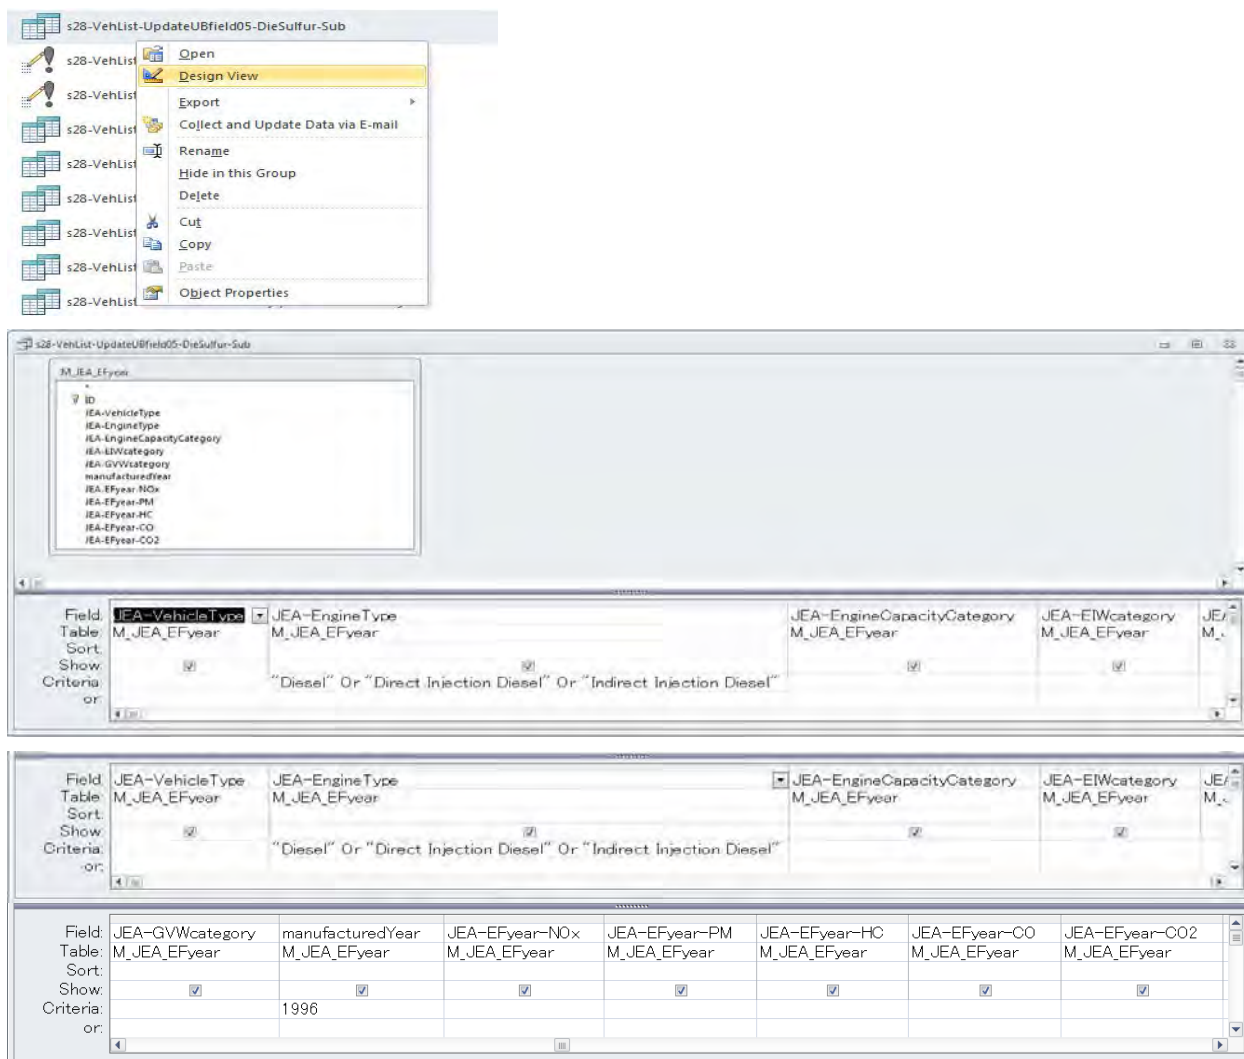 s28-VehList-UpdateUBfield05-DieSulfur-Sub
s28-VehList
s28-VehList
s28-VehList
s28-VehList
s28-VehList
s28-VehList
s28-VehList
s28-VehList
Open
Design View
Export
Collect and Update Data via E-mail
Rename
Hide in this Group
Delete
Cut
Copy
Paste
Object Properties
s28-VehList-UpdateUBfield05-DieSulfur-Sub
M_JEA_EFyear
*
ID
JEA-VehicleType
JEA-EngineType
JEA-EngineCapacityCategory
JEA-EIWcategory
JEA-GVWcategory
manufacturedYear
JEA-EFyear-NOx
JEA-EFyear-PM
JEA-EFyear-HC
JEA-EFyear-CO
JEA-EFyear-CO2
Field: JEA-VehicleType JEA-EngineType JEA-EngineCapacityCategory JEA-EIWcategory JEA
Table: M_JEA_EFyear M_JEA_EFyear M_JEA_EFyear M_JEA_EFyear M_
Sort:
Show:
Criteria: "Diesel" Or "Direct Injection Diesel" Or "Indirect Injection Diesel"
or:
Field: JEA-VehicleType JEA-EngineType JEA-EngineCapacityCategory JEA-EIWcategory JEA
Table: M_JEA_EFyear M_JEA_EFyear M_JEA_EFyear M_JEA_EFyear M_
Sort:
Show:
Criteria: "Diesel" Or "Direct Injection Diesel" Or "Indirect Injection Diesel"
or:
Field: JEA-GVWcategory manufacturedYear JEA-EFyear-NOx JEA-EFyear-PM JEA-EFyear-HC JEA-EFyear-CO JEA-EFyear-CO2
Table: M_JEA_EFyear M_JEA_EFyear M_JEA_EFyear M_JEA_EFyear M_JEA_EFyear M_JEA_EFyear M_JEA_EFyear
Sort:
Show:
Criteria: 1996
or: